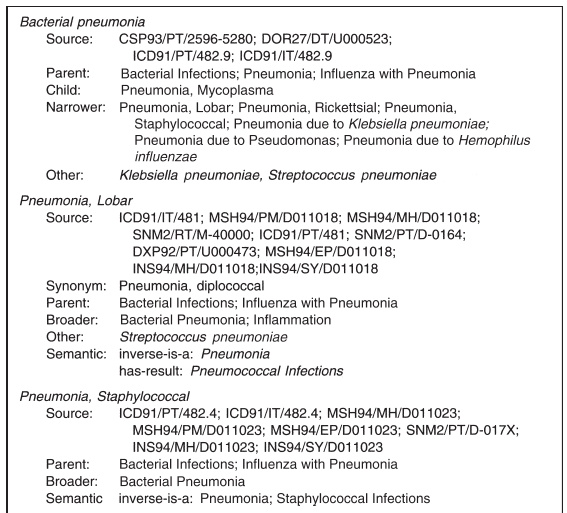 Bacterial pneumonia
Source: CSP93/PT/2596-5280; DOR27/DT/U000523;
ICD91/PT/482.9; ICD91/IT/482.9
Parent: Bacterial Infections; Pneumonia; Influenza with Pneumonia
Child: Pneumonia, Mycoplasma
Narrower: Pneumonia, Lobar; Pneumonia, Rickettsial; Pneumonia,
Staphylococcal; Pneumonia due to Klebsiella pneumoniae;
Pneumonia due to Pseudomonas; Pneumonia due to Hemophilus
influenzae
Other: Klebsiella pneumoniae, Streptococcus pneumoniae
Pneumonia, Lobar
Source: ICD91/IT/481; MSH94/PM/D011018; MSH94/MH/D011018;
SNM2/RT/M-40000; ICD91/PT/481; SNM2/PT/D-0164;
DXP92/PT/U000473; MSH94/EP/D011018;
INS94/MH/D011018;INS94/SY/D011018
Synonym: Pneumonia, diplococcal
Parent: Bacterial Infections; Influenza with Pneumonia
Broader: Bacterial Pneumonia; Inflammation
Other: Streptococcus pneumoniae
Semantic: inverse-is-a: Pneumonia
has-result: Pneumococcal Infections
Pneumonia, Staphylococcal
Source: ICD91/PT/482.4; ICD91/IT/482.4; MSH94/MH/D011023;
MSH94/PM/D011023; MSH94/EP/D011023; SNM2/PT/D-017X;
INS94/MH/D011023; INS94/SY/D011023
Parent: Bacterial Infections; Influenza with Pneumonia
Broader: Bacterial Pneumonia
Semantic inverse-is-a: Pneumonia; Staphylococcal Infections